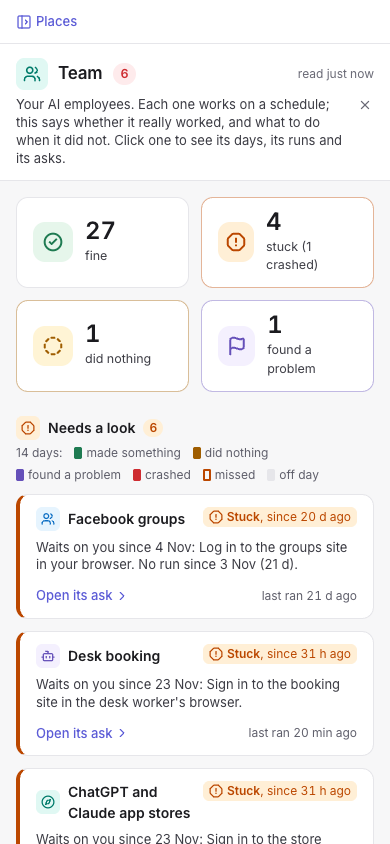 Places
Team 6
read just now
Your AI employees. Each one works on a schedule;
this says whether it really worked, and what to do
when it did not. Click one to see its days, its runs and
its asks.
27
fine
4
stuck (1
crashed)
1
did nothing
1
found a
problem
Needs a look 6
14 days: made something did nothing
found a problem crashed missed off day
Facebook groups
Stuck, since 20 d ago
Waits on you since 4 Nov: Log in to the groups site
in your browser. No run since 3 Nov (21 d).
Open its ask
last ran 21 d ago
Desk booking
Stuck, since 31 h ago
Waits on you since 23 Nov: Sign in to the booking
site in the desk worker's browser.
Open its ask
last ran 20 min ago
ChatGPT and
Claude app stores
Stuck, since 31 h ago
Waits on you since 23 Nov: Sign in to the store